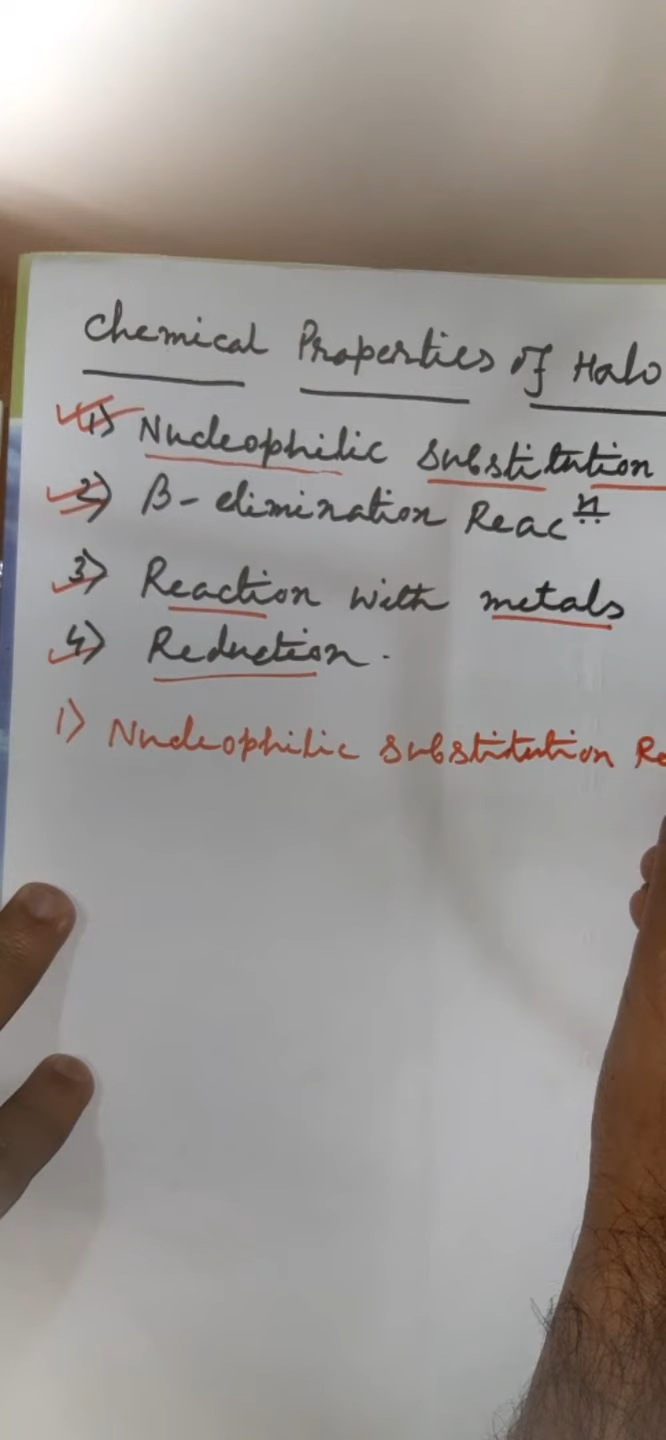 Chemical Properties of Halo
1) Nucleophilic substitution
2) β-elimination Reacⁿ
3) Reaction with metals
4) Reduction.
1) Nucleophilic substitution Re